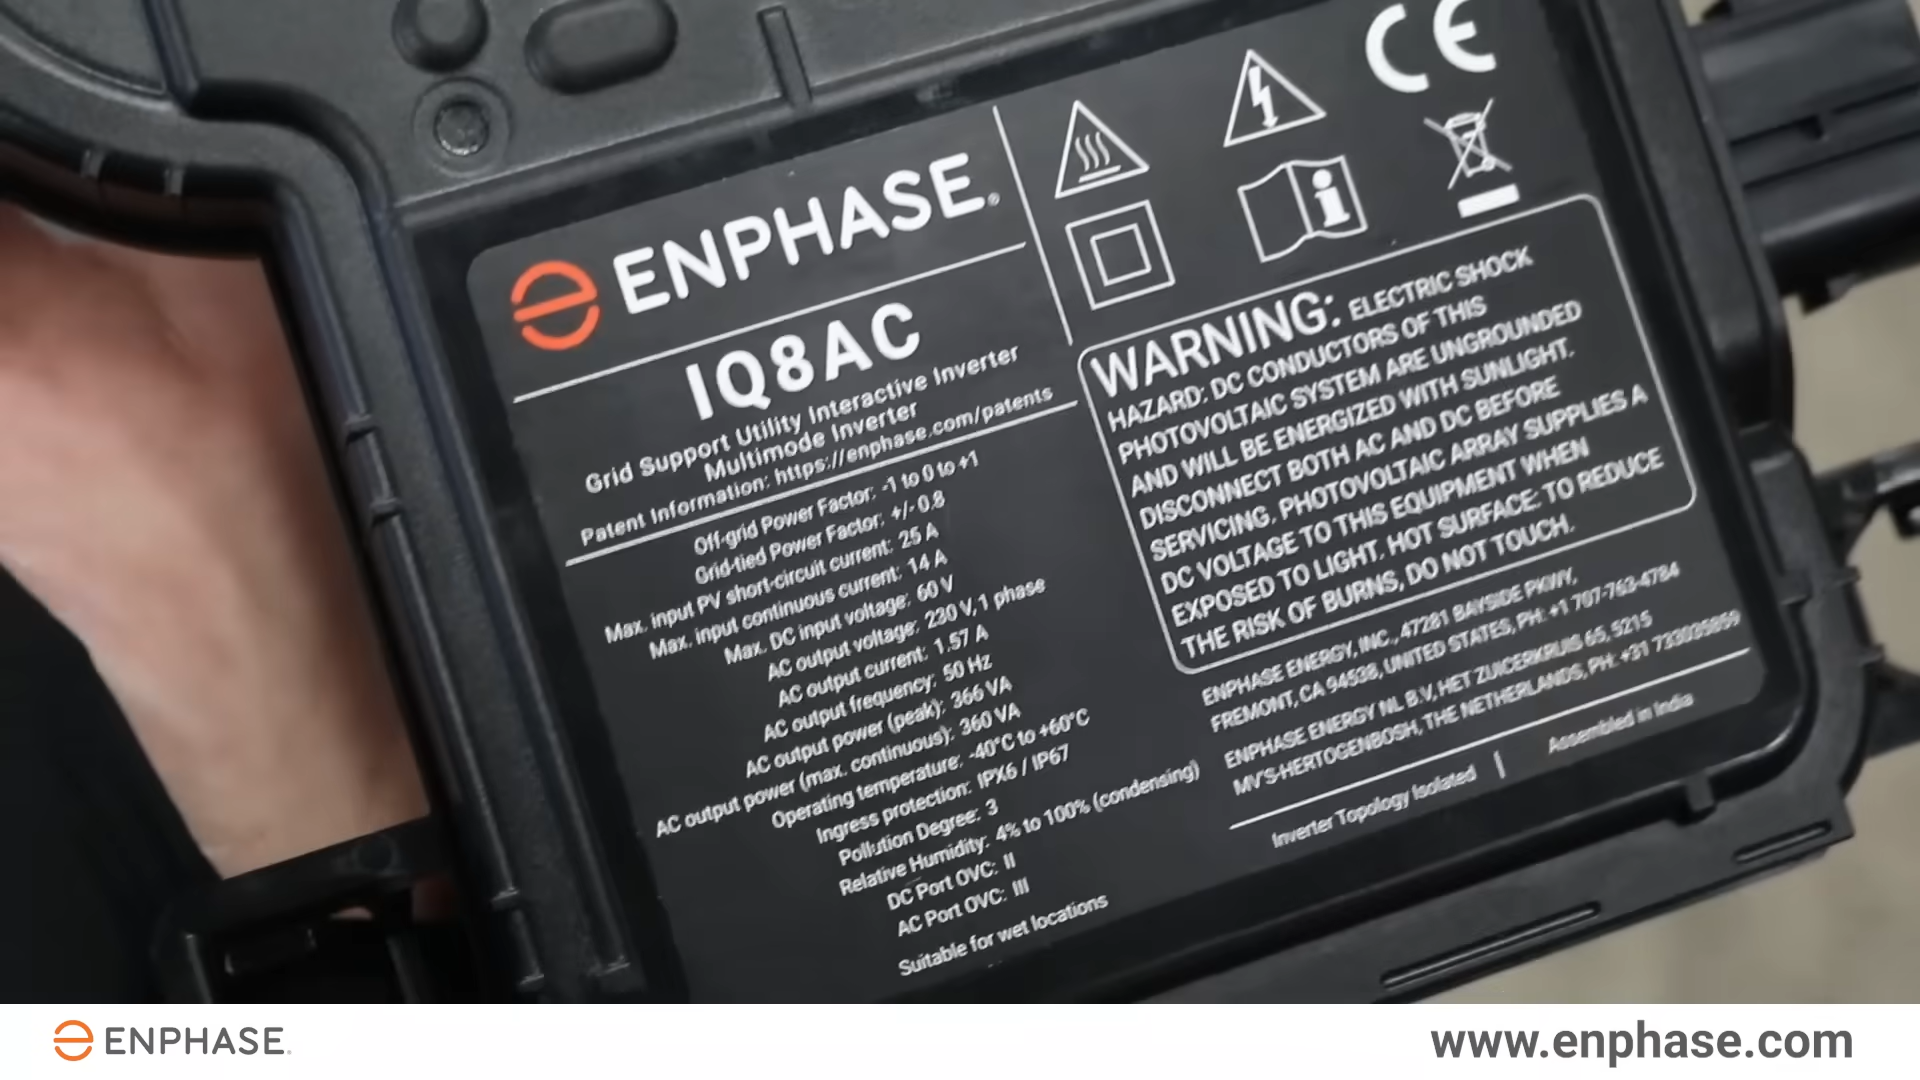 CE
ENPHASE®
IQ8AC
Grid Support Utility Interactive Inverter
Multimode Inverter
Patent Information: https://enphase.com/patents
Off-grid Power Factor: -1 to 0 to +1
Grid-tied Power Factor: +/- 0.8
Max. input PV short-circuit current: 25 A
Max. input continuous current: 14 A
Max. DC input voltage: 60 V
AC output voltage: 230 V, 1 phase
AC output current: 1.57 A
AC output frequency: 50 Hz
AC output power (peak): 366 VA
AC output power (max. continuous): 360 VA
Operating temperature: -40°C to +60°C
Ingress protection: IPX6 / IP67
Pollution Degree: 3
Relative Humidity: 4% to 100% (condensing)
DC Port OVC: II
AC Port OVC: III
Suitable for wet locations
WARNING: ELECTRIC SHOCK
HAZARD: DC CONDUCTORS OF THIS
PHOTOVOLTAIC SYSTEM ARE UNGROUNDED
AND WILL BE ENERGIZED WITH SUNLIGHT.
DISCONNECT BOTH AC AND DC BEFORE
SERVICING. PHOTOVOLTAIC ARRAY SUPPLIES A
DC VOLTAGE TO THIS EQUIPMENT WHEN
EXPOSED TO LIGHT. HOT SURFACE: TO REDUCE
THE RISK OF BURNS, DO NOT TOUCH.
ENPHASE ENERGY, INC., 47281 BAYSIDE PKWY,
FREMONT, CA 94538, UNITED STATES, PH: +1 707-763-4784
ENPHASE ENERGY NL B.V, HET ZUICERKRUIS 65, 5215
MV'S-HERTOGENBOSH, THE NETHERLANDS, PH: +31 733035859
Inverter Topology Isolated | Assembled in India
ENPHASE.
www.enphase.com